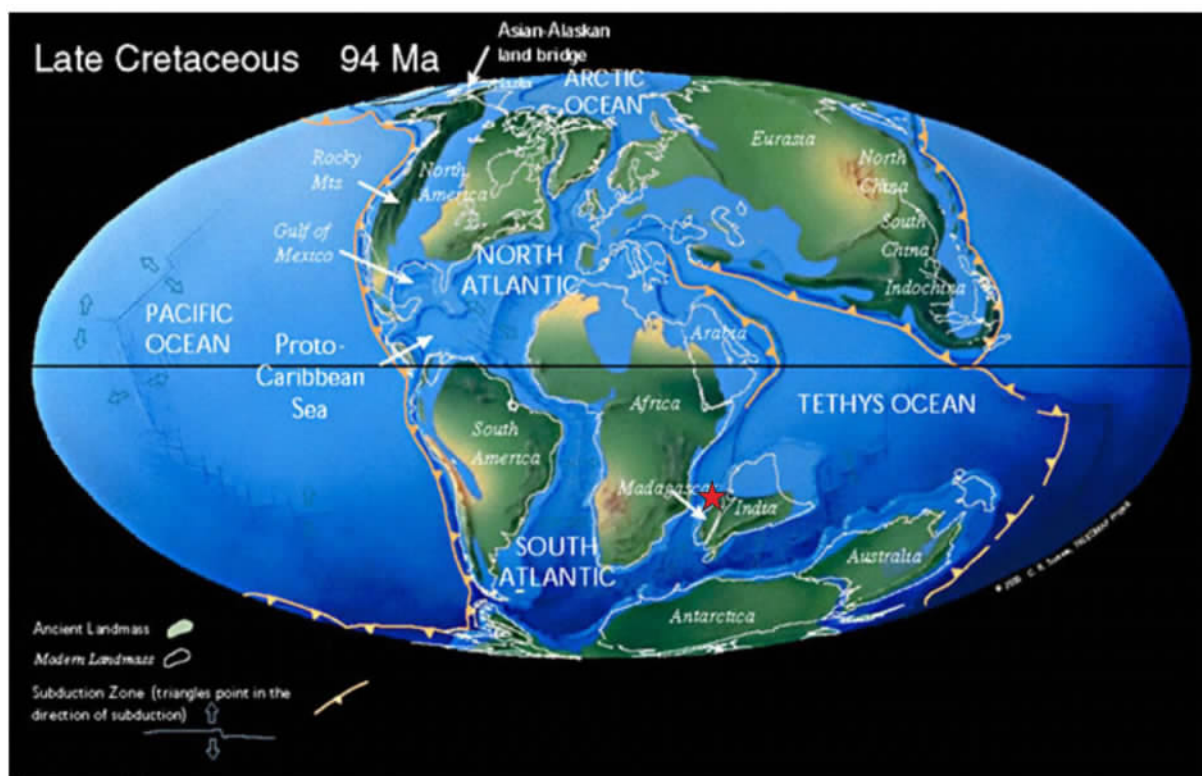 Late Cretaceous 94 Ma
Asian-Alaskan
land bridge
Alaska
ARCTIC
OCEAN
Eurasia
Rocky
Mts
North
America
North
China
South
China
Gulf of
Mexico
NORTH
ATLANTIC
Indochina
PACIFIC
OCEAN
Arabia
Proto-
Caribbean
Sea
Africa
TETHYS OCEAN
South
America
Madagascar
India
SOUTH
ATLANTIC
Australia
Antarctica
Ancient Landmass
Modern Landmass
Subduction Zone (triangles point in the
direction of subduction)